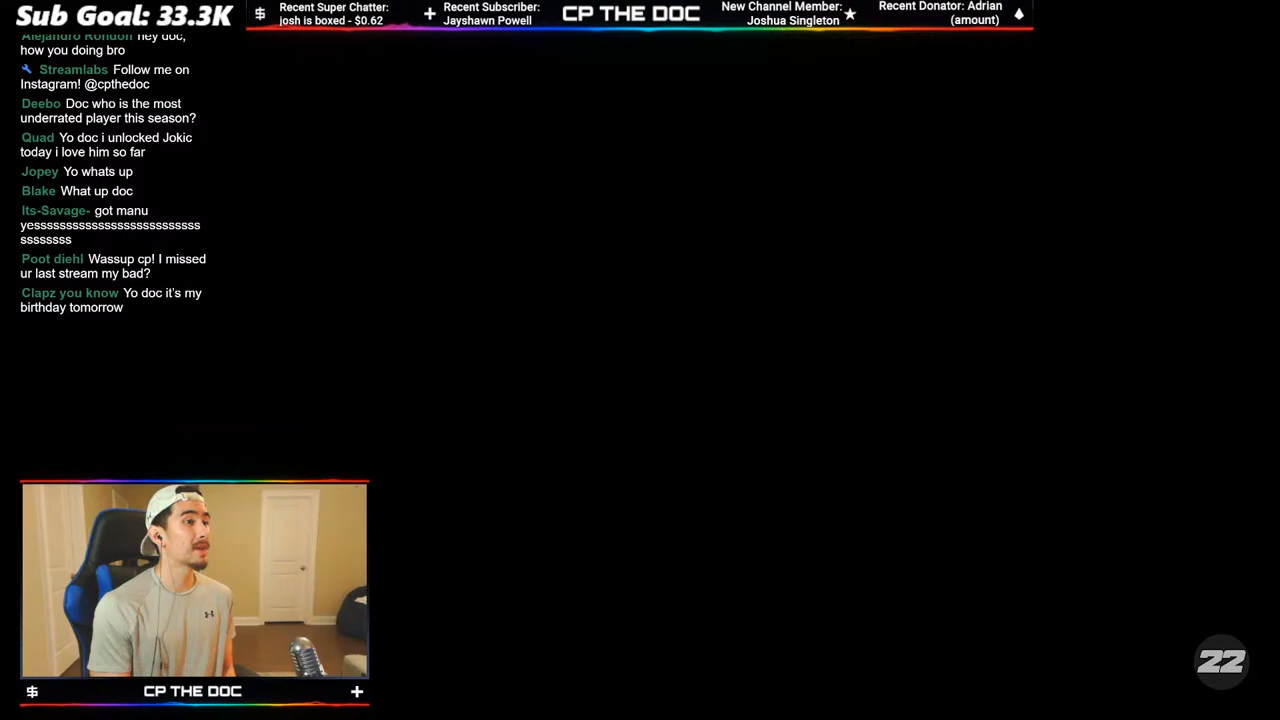 Sub Goal: 33.3K
Recent Super Chatter:
josh is boxed - $0.62
Recent Subscriber:
Jayshawn Powell
CP THE DOC
New Channel Member:
Joshua Singleton
Recent Donator: Adrian
(amount)
Alejandro Rondon hey doc,
how you doing bro
Streamlabs Follow me on
Instagram! @cpthedoc
Deebo Doc who is the most
underrated player this season?
Quad Yo doc i unlocked Jokic
today i love him so far
Jopey Yo whats up
Blake What up doc
Its-Savage- got manu
yesssssssssssssssssssssssssss
ssssssss
Poot diehl Wassup cp! I missed
ur last stream my bad?
Clapz you know Yo doc it's my
birthday tomorrow
CP THE DOC
22